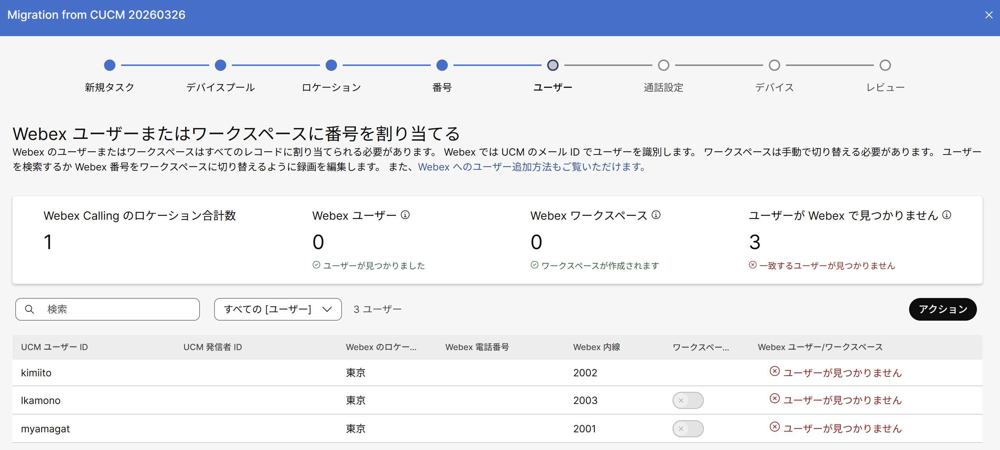 Migration from CUCM 20260326
新規タスク
デバイスプール
ロケーション
番号
ユーザー
通話設定
デバイス
レビュー
Webex ユーザーまたはワークスペースに番号を割り当てる
Webex のユーザーまたはワークスペースはすべてのレコードに割り当てられる必要があります。 Webex では UCM のメール ID でユーザーを識別します。 ワークスペースは手動で切り替える必要があります。 ユーザー
を検索するか Webex 番号をワークスペースに切り替えるように録画を編集します。 また、Webex へのユーザー追加方法もご覧いただけます。
Webex Calling のロケーション合計数
1
Webex ユーザー
0
ユーザーが見つかりました
Webex ワークスペース
0
ワークスペースが作成されます
ユーザーが Webex で見つかりません
3
一致するユーザーが見つかりません
検索
すべての [ユーザー]
3 ユーザー
アクション
UCM ユーザー ID UCM 発信者 ID Webex のロケー... Webex 電話番号 Webex 内線 ワークスペー... Webex ユーザー/ワークスペース
kimiito 東京 2002 ユーザーが見つかりません
lkamono 東京 2003 ユーザーが見つかりません
myamagat 東京 2001 ユーザーが見つかりません